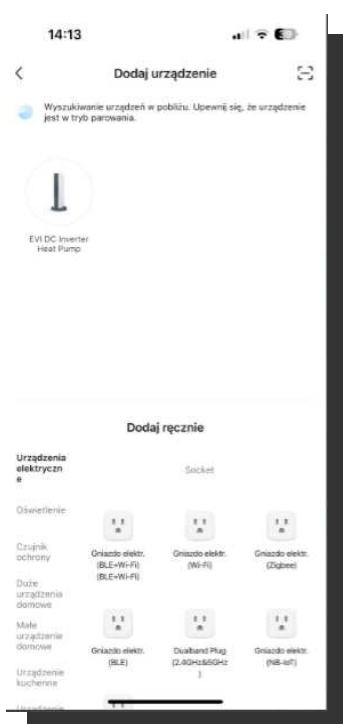 14:13
Dodaj urządzenie
Wyszukiwanie urządzeń w pobliżu. Upewnij się, że urządzenie
jest w tryb parowania.
EVI DC Inverter
Heat Pump
Dodaj ręcznie
Urządzenia
elektryczn
e
Socket
Oświetlenie
Czujnik
ochrony
Duże
urządzenia
domowe
Małe
urządzenie
domowe
Urządzenie
kuchenne
Urządzenie
Gniazdo elektr.
(BLE+Wi-Fi)
(BLE+Wi-Fi)
Gniazdo elektr.
(Wi-Fi)
Gniazdo elektr.
(Zigbee)
Gniazdo elektr.
(BLE)
Dualband Plug
(2.4GHz&5GHz
)
Gniazdo elektr.
(NB-IoT)